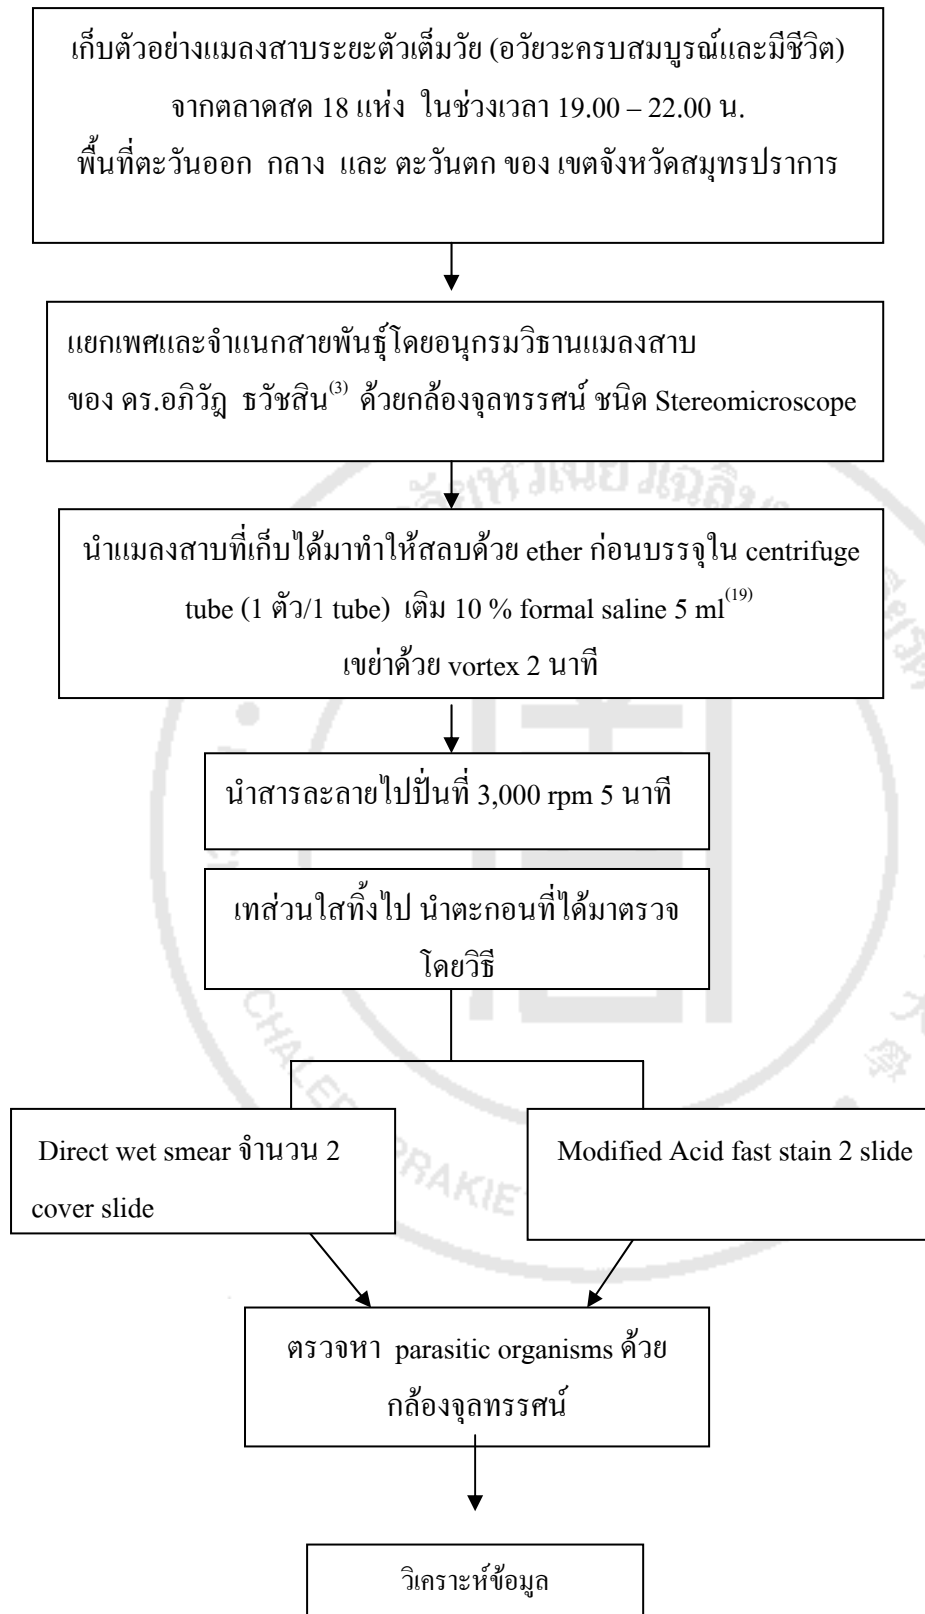 เก็บตัวอย่างแมลงสาบระยะตัวเต็มวัย (อวัยวะครบสมบูรณ์และมีชีวิต)
จากตลาดสด 18 แห่ง ในช่วงเวลา 19.00 – 22.00 น.
พื้นที่ตะวันออก กลาง และ ตะวันตก ของ เขตจังหวัดสมุทรปราการ
แยกเพศและจำแนกสายพันธุ์โดยอนุกรมวิธานแมลงสาบ
ของ ดร.อภิวัฏ ธวัชสิน(3) ด้วยกล้องจุลทรรศน์ ชนิด Stereomicroscope
นำแมลงสาบที่เก็บได้มาทำให้สลบด้วย ether ก่อนบรรจุใน centrifuge
tube (1 ตัว/1 tube) เติม 10 % formal saline 5 ml(19)
เขย่าด้วย vortex 2 นาที
นำสารละลายไปปั่นที่ 3,000 rpm 5 นาที
เทส่วนใสทิ้งไป นำตะกอนที่ได้มาตรวจ
โดยวิธี
Direct wet smear จำนวน 2
cover slide
Modified Acid fast stain 2 slide
ตรวจหา parasitic organisms ด้วย
กล้องจุลทรรศน์
วิเคราะห์ข้อมูล